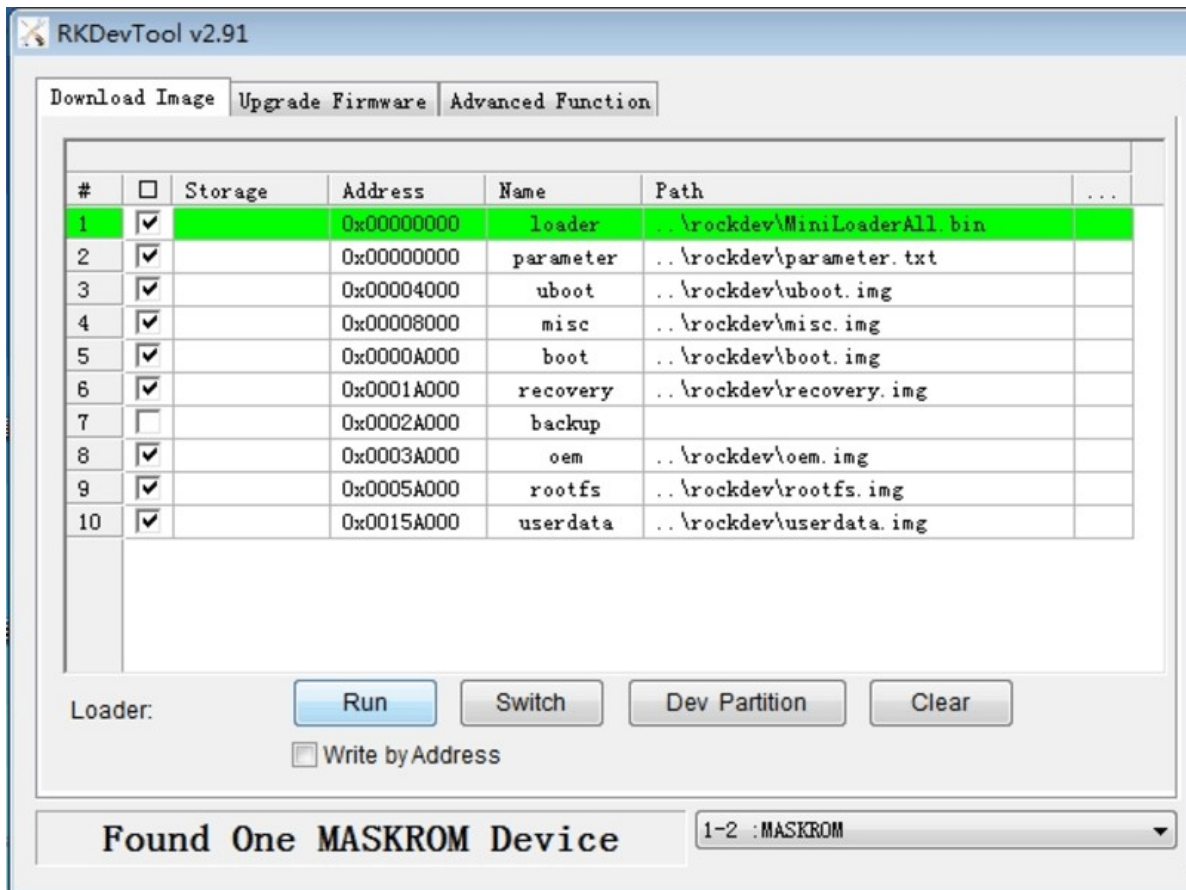 RKDevTool v2.91
Download Image Upgrade Firmware Advanced Function
# Storage Address Name Path ...
1 0x00000000 loader ..\rockdev\MiniLoaderAll.bin
2 0x00000000 parameter ..\rockdev\parameter.txt
3 0x00004000 uboot ..\rockdev\uboot.img
4 0x00008000 misc ..\rockdev\misc.img
5 0x0000A000 boot ..\rockdev\boot.img
6 0x0001A000 recovery ..\rockdev\recovery.img
7 0x0002A000 backup
8 0x0003A000 oem ..\rockdev\oem.img
9 0x0005A000 rootfs ..\rockdev\rootfs.img
10 0x0015A000 userdata ..\rockdev\userdata.img
Loader: Run Switch Dev Partition Clear
Write by Address
Found One MASKROM Device 1-2 :MASKROM